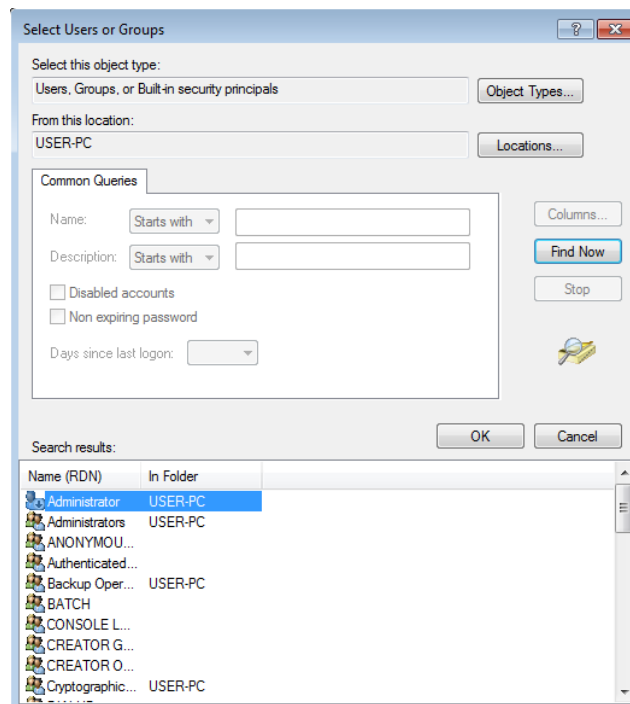 Select Users or Groups
Select this object type:
Users, Groups, or Built-in security principals
Object Types...
From this location:
USER-PC
Locations...
Common Queries
Name: Starts with
Columns...
Description: Starts with
Find Now
Disabled accounts
Stop
Non expiring password
Days since last logon:
OK Cancel
Search results:
Name (RDN) In Folder
Administrator USER-PC
Administrators USER-PC
ANONYMOU...
Authenticated...
Backup Oper... USER-PC
BATCH
CONSOLE L...
CREATOR G...
CREATOR O...
Cryptographic... USER-PC